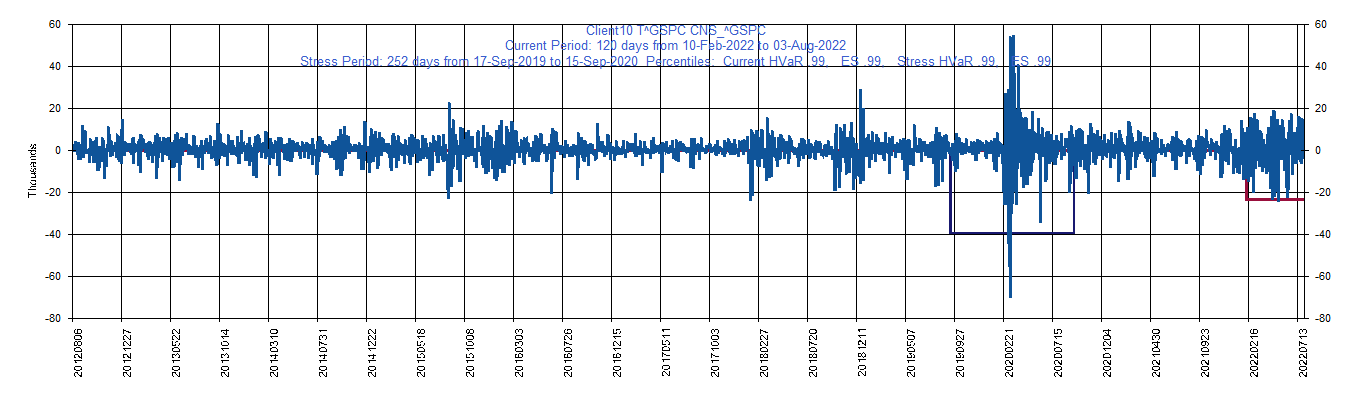 Client10 T^GSPC CNS_^GSPC
Current Period: 120 days from 10-Feb-2022 to 03-Aug-2022
Stress Period: 252 days from 17-Sep-2019 to 15-Sep-2020 Percentiles: Current HVaR .99, ES .99, Stress HVaR .99, ES .99
60 60
40 40
20 20
0 0
-20 -20
-40 -40
-60 -60
-80 -80
Thousands
20120806 20121227 20130522 20131014 20140310 20140731 20141222 20150518 20151008 20160303 20160726 20161215 20170511 20171003 20180227 20180720 20181211 20190507 20190927 20200221 20200715 20201204 20210430 20210923 20220216 20220713